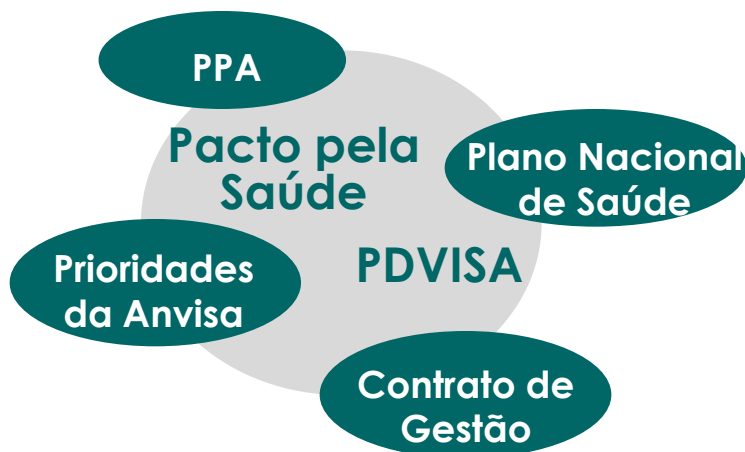 PPA
Pacto pela
Saúde
Plano Nacional
de Saúde
Prioridades
da Anvisa
PDVISA
Contrato de
Gestão